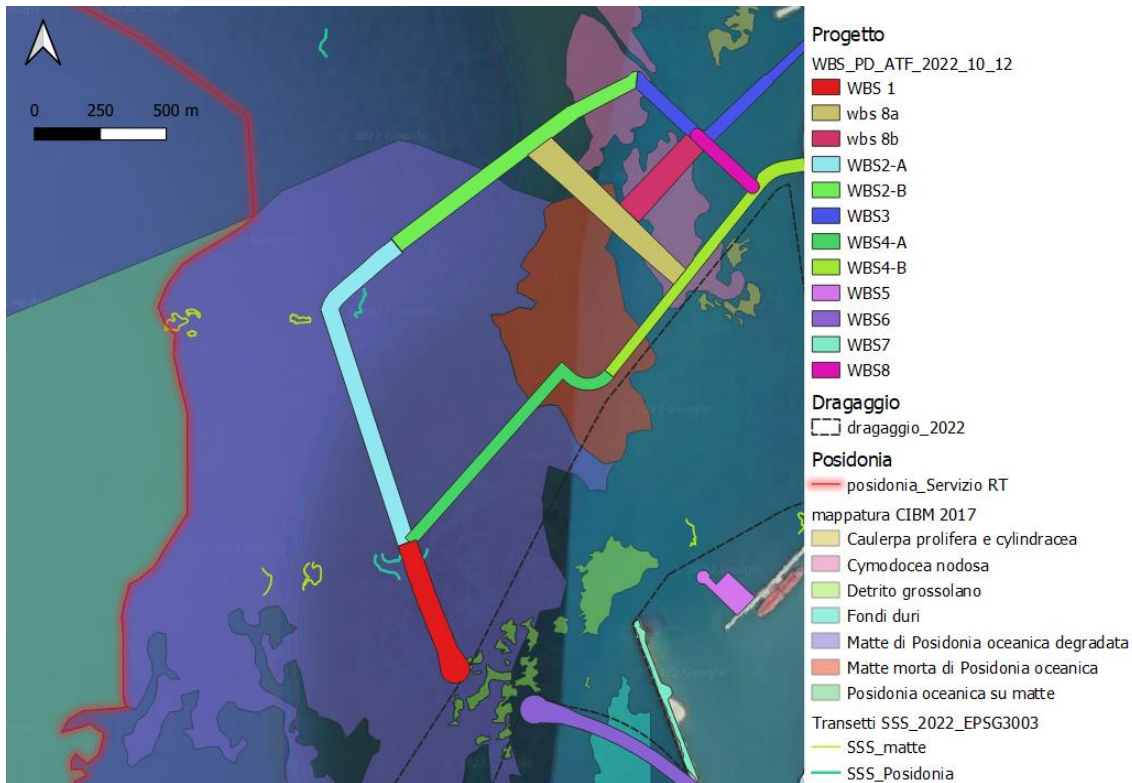 0 250 500 m
Progetto
WBS_PD_ATF_2022_10_12
WBS 1
wbs 8a
wbs 8b
WBS2-A
WBS2-B
WBS3
WBS4-A
WBS4-B
WBS5
WBS6
WBS7
WBS8
Dragaggio
dragaggio_2022
Posidonia
posidonia_Servizio RT
mappatura CIBM 2017
Caulerpa prolifera e cylindracea
Cymodocea nodosa
Detrito grossolano
Fondi duri
Matte di Posidonia oceanica degradata
Matte morta di Posidonia oceanica
Posidonia oceanica su matte
Transetti SSS_2022_EPSG3003
SSS_matte
SSS_Posidonia